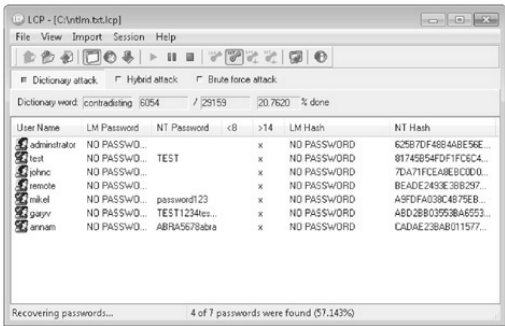 LCP - [C:\ntlm.txt.lcp]
File View Import Session Help
Dictionary attack Hybrid attack Brute force attack
Dictionary word: contradisting 6054 / 29159 20.7620 % done
User Name LM Password NT Password <8 >14 LM Hash NT Hash
adminstrator NO PASSWO... x NO PASSWORD 625B7DF48B4ABE56E...
test NO PASSWO... TEST x NO PASSWORD 81745B54FDF1FC6C4...
johnc NO PASSWO... x NO PASSWORD 7DA71FCEA8EBC0D0...
remote NO PASSWO... x NO PASSWORD BEADE2493E3BB297...
mikel NO PASSWO... password123 x NO PASSWORD A9FDFA038C4B75EB...
garyv NO PASSWO... TEST1234tes... x NO PASSWORD ABD2BB03553BA6553...
annam NO PASSWO... ABRA5678abra x NO PASSWORD CADAE23BAB011577...
Recovering passwords... 4 of 7 passwords were found (57.143%)